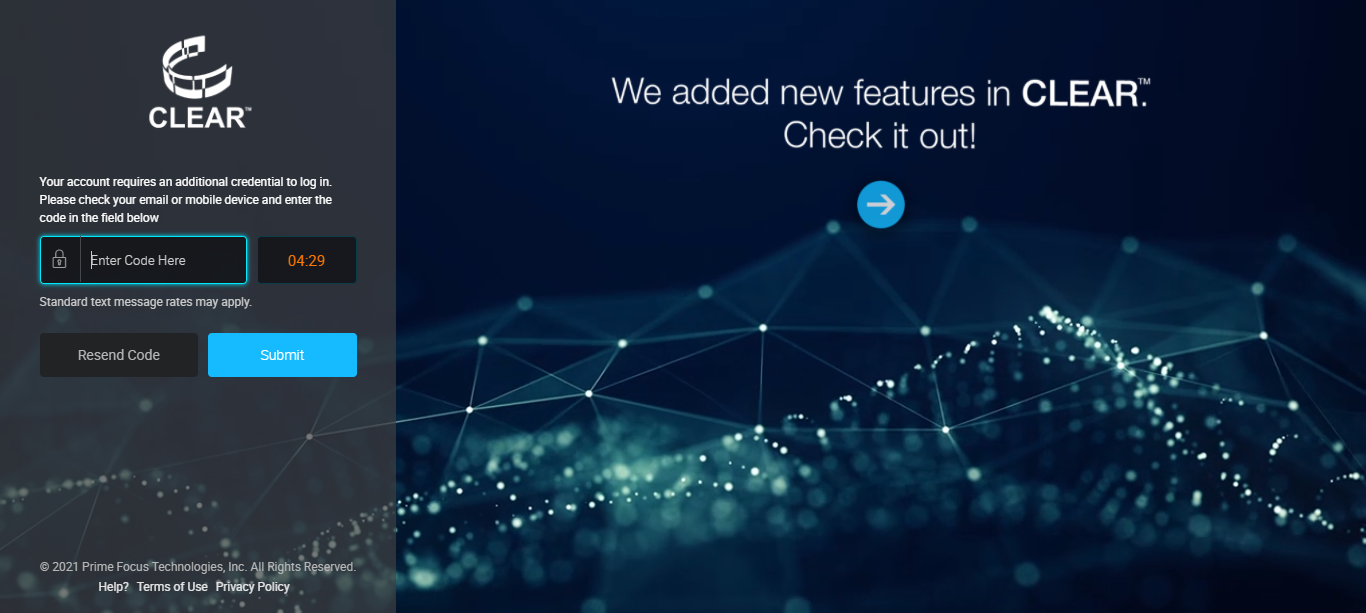 CLEAR™
Your account requires an additional credential to log in.
Please check your email or mobile device and enter the
code in the field below
Enter Code Here
04:29
Standard text message rates may apply.
Resend Code
Submit
© 2021 Prime Focus Technologies, Inc. All Rights Reserved.
Help? Terms of Use Privacy Policy
We added new features in CLEAR™.
Check it out!